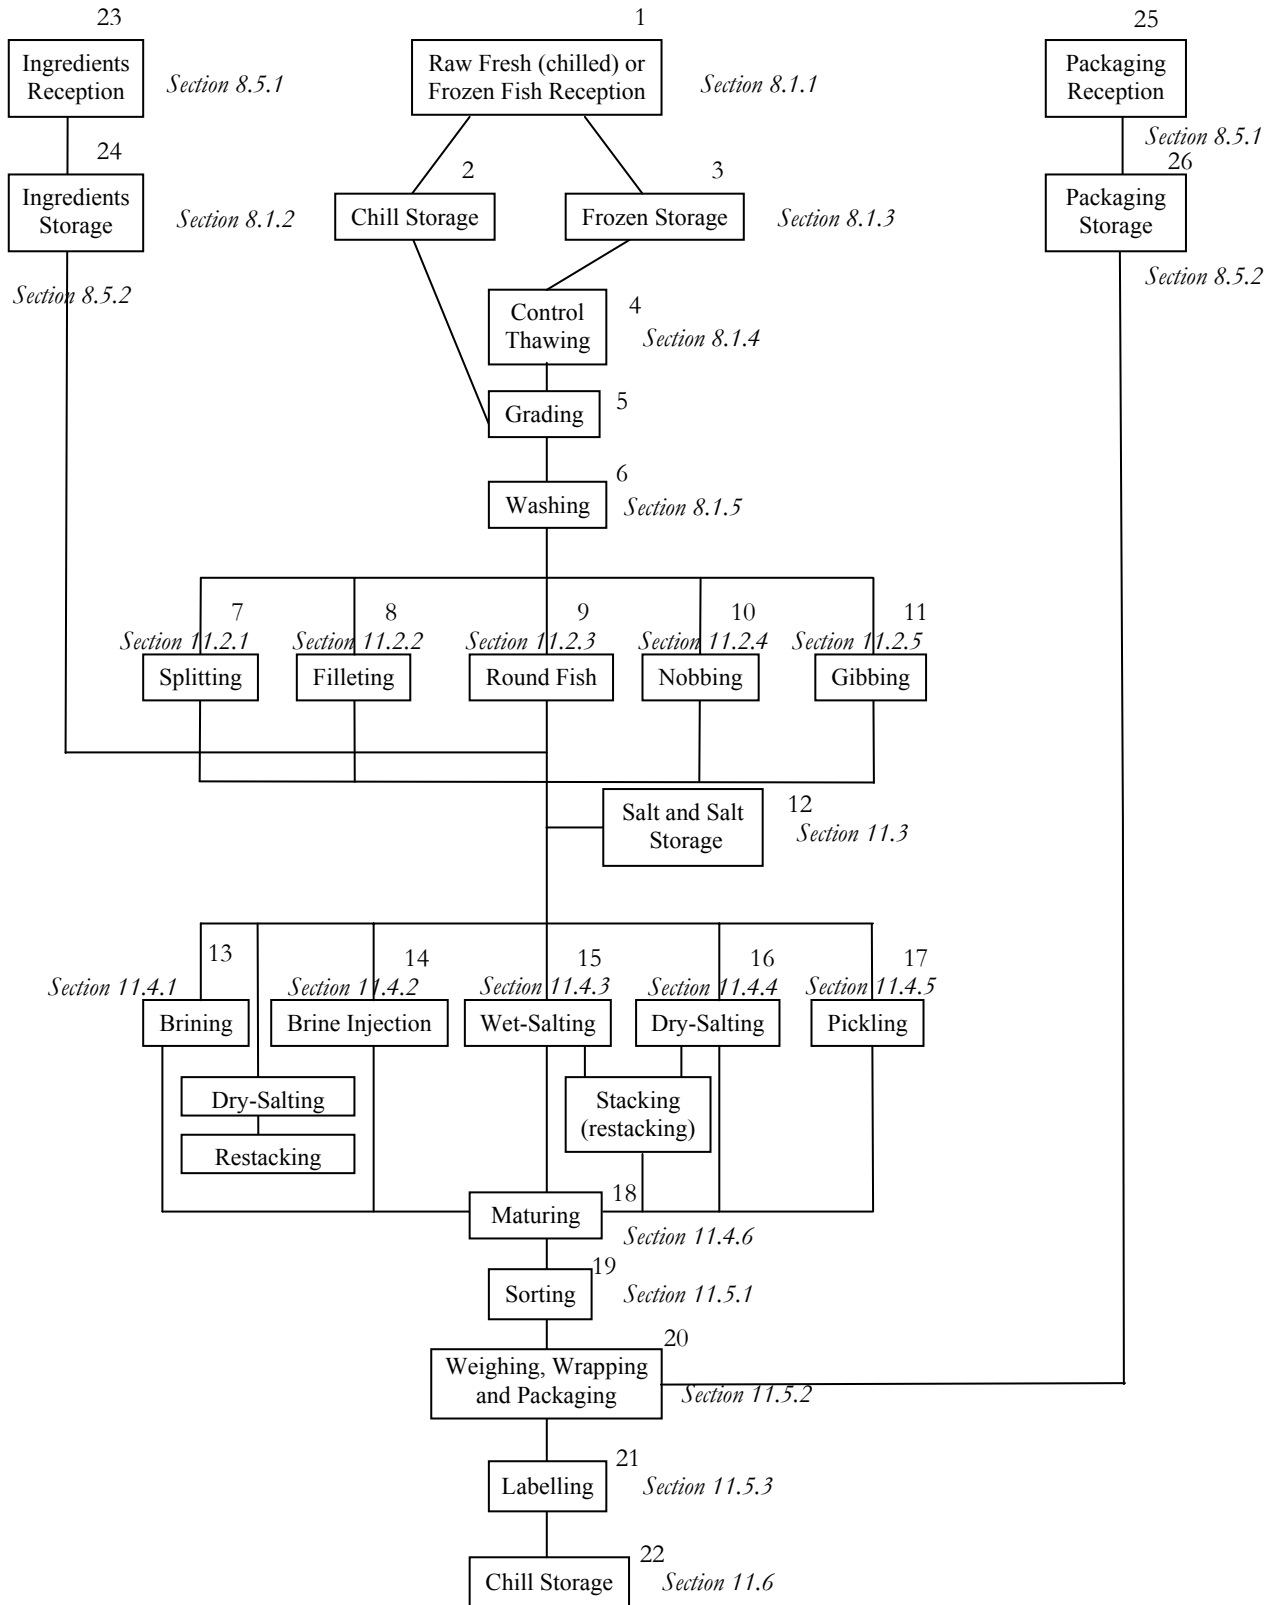 23
1
25
Ingredients
Reception
Section 8.5.1
Raw Fresh (chilled) or
Frozen Fish Reception
Section 8.1.1
Packaging
Reception
Section 8.5.1
24
2
3
26
Ingredients
Storage
Section 8.1.2
Chill Storage
Frozen Storage
Section 8.1.3
Packaging
Storage
Section 8.5.2
Section 8.5.2
4
Control
Thawing
Section 8.1.4
5
Grading
6
Washing
Section 8.1.5
7
8
9
10
11
Section 11.2.1
Section 11.2.2
Section 11.2.3
Section 11.2.4
Section 11.2.5
Splitting
Filleting
Round Fish
Nobbing
Gibbing
12
Salt and Salt
Storage
Section 11.3
13
14
15
16
17
Section 11.4.1
Section 11.4.2
Section 11.4.3
Section 11.4.4
Section 11.4.5
Brining
Brine Injection
Wet-Salting
Dry-Salting
Pickling
Dry-Salting
Restacking
Stacking
(restacking)
18
Maturing
Section 11.4.6
19
Sorting
Section 11.5.1
20
Weighing, Wrapping
and Packaging
Section 11.5.2
21
Labelling
Section 11.5.3
22
Chill Storage
Section 11.6